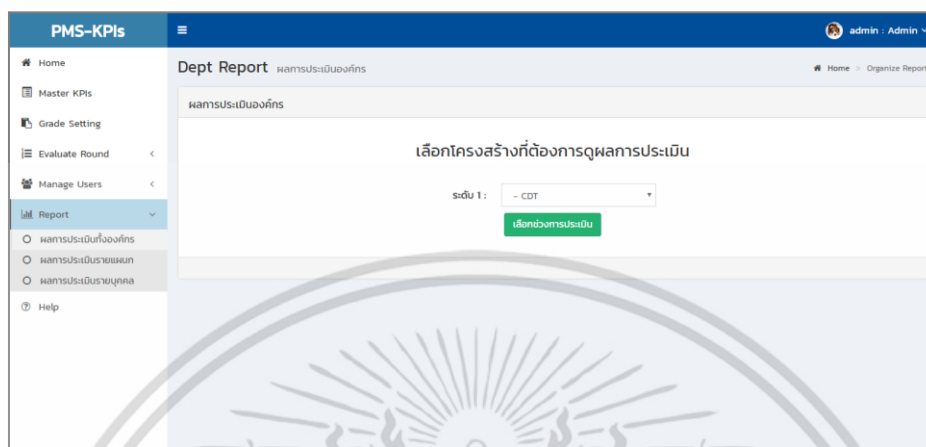 PMS-KPIs
admin : Admin
Home
Master KPIs
Grade Setting
Evaluate Round
Manage Users
Report
ผลการประเมินทั้งองค์กร
ผลการประเมินรายแผนก
ผลการประเมินรายบุคคล
Help
Dept Report ผลการประเมินองค์กร
Home > Organize Report
ผลการประเมินองค์กร
เลือกโครงสร้างที่ต้องการดูผลการประเมิน
ระดับ 1 : - CDT
เลือกช่วงการประเมิน